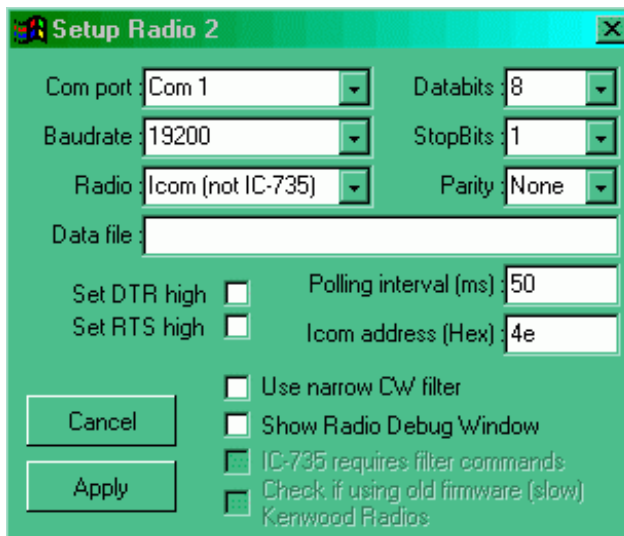 Setup Radio 2
Com port : Com 1
Databits : 8
Baudrate : 19200
StopBits : 1
Radio : Icom (not IC-735)
Parity : None
Data file :
Set DTR high
Polling interval (ms) : 50
Set RTS high
Icom address (Hex) : 4e
Use narrow CW filter
Cancel
Show Radio Debug Window
IC-735 requires filter commands
Apply
Check if using old firmware (slow)
Kenwood Radios